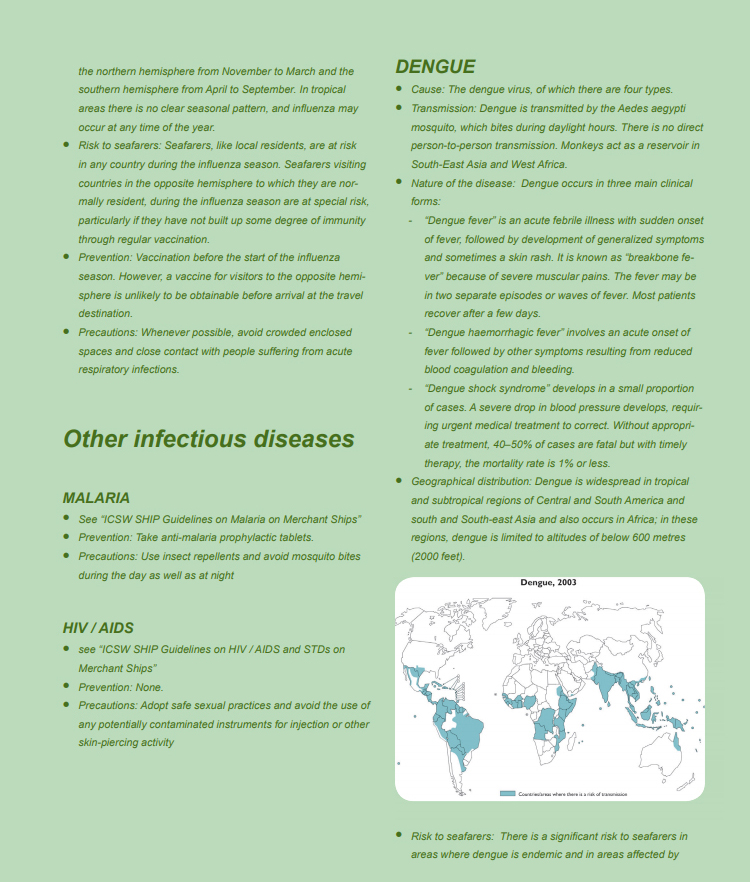 the northern hemisphere from November to March and the
southern hemisphere from April to September. In tropical
areas there is no clear seasonal pattern, and influenza may
occur at any time of the year.
● Risk to seafarers: Seafarers, like local residents, are at risk
in any country during the influenza season. Seafarers visiting
countries in the opposite hemisphere to which they are nor-
mally resident, during the influenza season are at special risk,
particularly if they have not built up some degree of immunity
through regular vaccination.
● Prevention: Vaccination before the start of the influenza
season. However, a vaccine for visitors to the opposite hemi-
sphere is unlikely to be obtainable before arrival at the travel
destination.
● Precautions: Whenever possible, avoid crowded enclosed
spaces and close contact with people suffering from acute
respiratory infections.
Other infectious diseases
MALARIA
● See “ICSW SHIP Guidelines on Malaria on Merchant Ships”
● Prevention: Take anti-malaria prophylactic tablets.
● Precautions: Use insect repellents and avoid mosquito bites
during the day as well as at night
HIV / AIDS
● see “ICSW SHIP Guidelines on HIV / AIDS and STDs on
Merchant Ships”
● Prevention: None.
● Precautions: Adopt safe sexual practices and avoid the use of
any potentially contaminated instruments for injection or other
skin-piercing activity
DENGUE
● Cause: The dengue virus, of which there are four types.
● Transmission: Dengue is transmitted by the Aedes aegypti
mosquito, which bites during daylight hours. There is no direct
person-to-person transmission. Monkeys act as a reservoir in
South-East Asia and West Africa.
● Nature of the disease: Dengue occurs in three main clinical
forms:
- “Dengue fever” is an acute febrile illness with sudden onset
of fever, followed by development of generalized symptoms
and sometimes a skin rash. It is known as “breakbone fe-
ver” because of severe muscular pains. The fever may be
in two separate episodes or waves of fever. Most patients
recover after a few days.
- “Dengue haemorrhagic fever” involves an acute onset of
fever followed by other symptoms resulting from reduced
blood coagulation and bleeding.
- “Dengue shock syndrome” develops in a small proportion
of cases. A severe drop in blood pressure develops, requir-
ing urgent medical treatment to correct. Without appropri-
ate treatment, 40–50% of cases are fatal but with timely
therapy, the mortality rate is 1% or less.
● Geographical distribution: Dengue is widespread in tropical
and subtropical regions of Central and South America and
south and South-east Asia and also occurs in Africa; in these
regions, dengue is limited to altitudes of below 600 metres
(2000 feet).
Dengue, 2003
Countries/areas where there is a risk of transmission
● Risk to seafarers: There is a significant risk to seafarers in
areas where dengue is endemic and in areas affected by